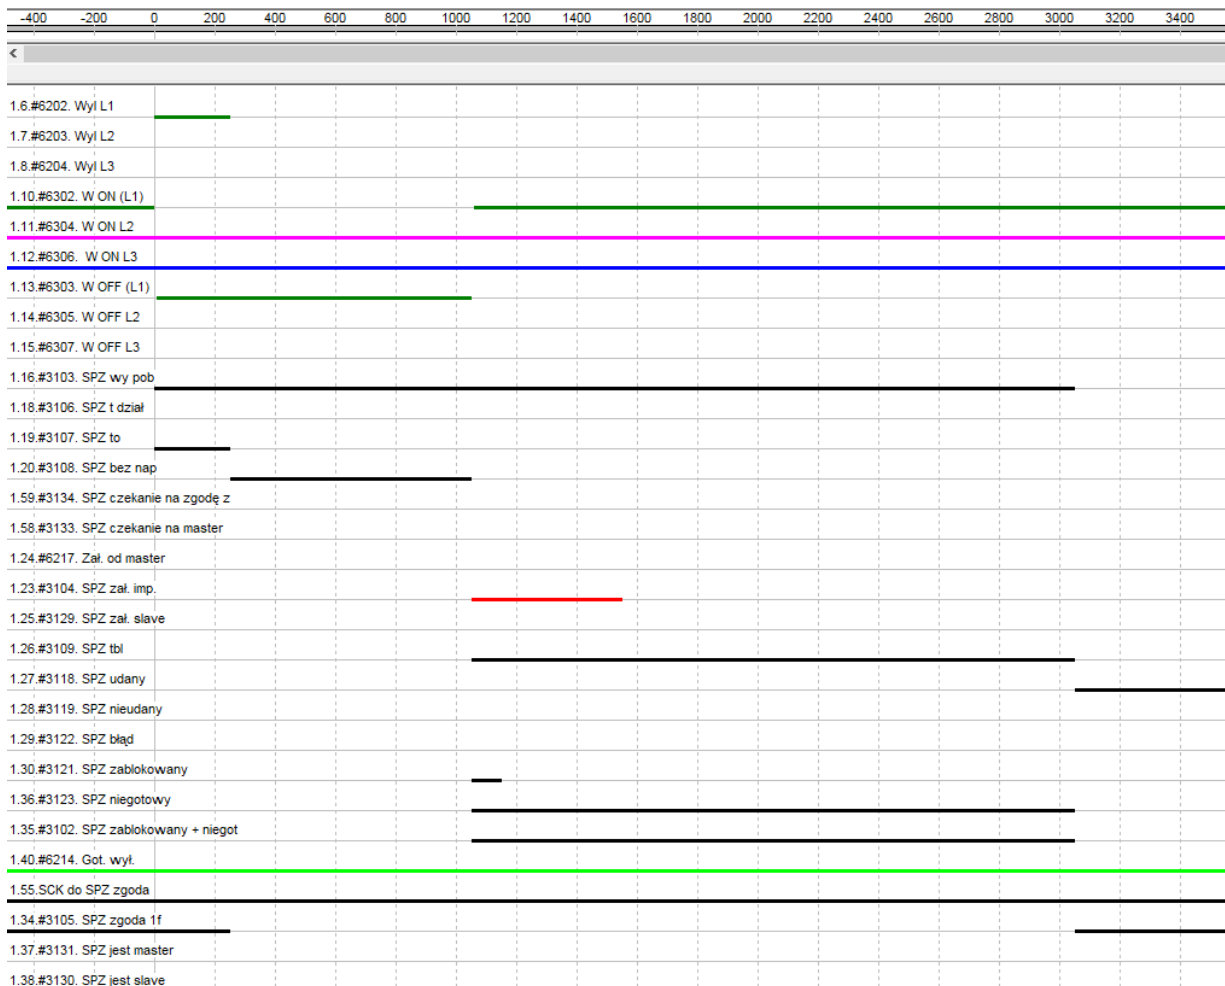 -400 -200 0 200 400 600 800 1000 1200 1400 1600 1800 2000 2200 2400 2600 2800 3000 3200 3400
<
1.6.#6202. Wyl L1
1.7.#6203. Wyl L2
1.8.#6204. Wyl L3
1.10.#6302. W ON (L1)
1.11.#6304. W ON L2
1.12.#6306. W ON L3
1.13.#6303. W OFF (L1)
1.14.#6305. W OFF L2
1.15.#6307. W OFF L3
1.16.#3103. SPZ wy pob
1.18.#3106. SPZ t dział
1.19.#3107. SPZ to
1.20.#3108. SPZ bez nap
1.59.#3134. SPZ czekanie na zgodę z
1.58.#3133. SPZ czekanie na master
1.24.#6217. Zał. od master
1.23.#3104. SPZ zał. imp.
1.25.#3129. SPZ zał. slave
1.26.#3109. SPZ tbl
1.27.#3118. SPZ udany
1.28.#3119. SPZ nieudany
1.29.#3122. SPZ błąd
1.30.#3121. SPZ zablokowany
1.36.#3123. SPZ niegotowy
1.35.#3102. SPZ zablokowany + niegot
1.40.#6214. Got. wył.
1.55.SCK do SPZ zgoda
1.34.#3105. SPZ zgoda 1f
1.37.#3131. SPZ jest master
1.38.#3130. SPZ jest slave